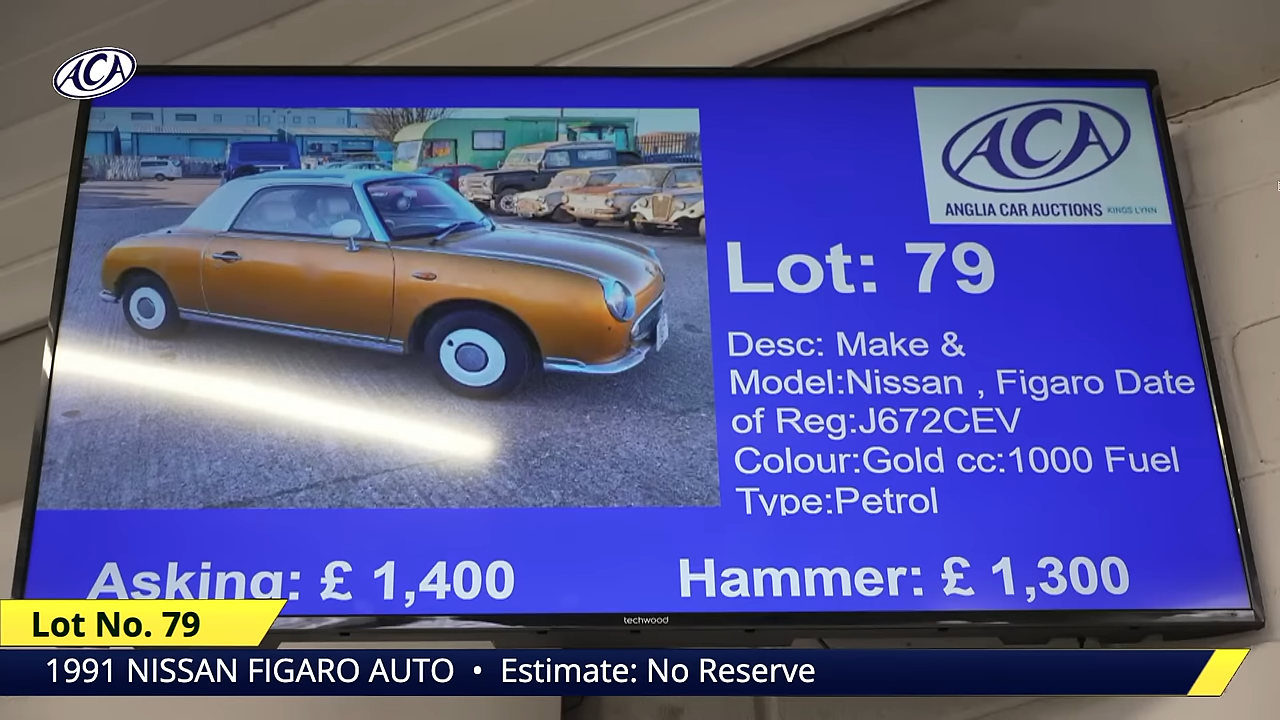 ACA
ACA
ANGLIA CAR AUCTIONS KINGS LYNN
Lot: 79
Desc: Make &
Model:Nissan , Figaro Date
of Reg:J672CEV
Colour:Gold cc:1000 Fuel
Type:Petrol
Asking: £ 1,400
Hammer: £ 1,300
techwood
Lot No. 79
1991 NISSAN FIGARO AUTO • Estimate: No Reserve